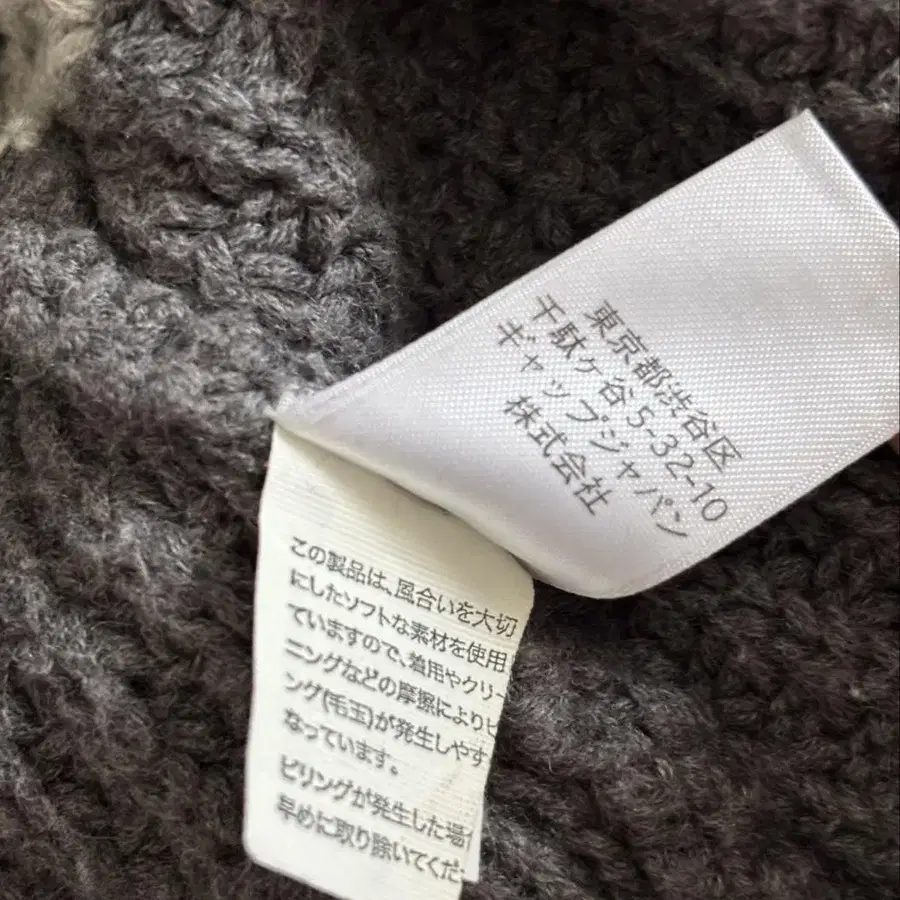 東京都渋谷区
千駄ヶ谷5-32-10
ギャップジャパン
株式会社
この製品は、風合いを大切
にしたソフトな素材を使用し
ていますので、着用やクリー
ニングなどの摩擦によりピ
ング(毛玉)が発生しやす
なっています。
ピリングが発生した場
早めに取り除いてくだ